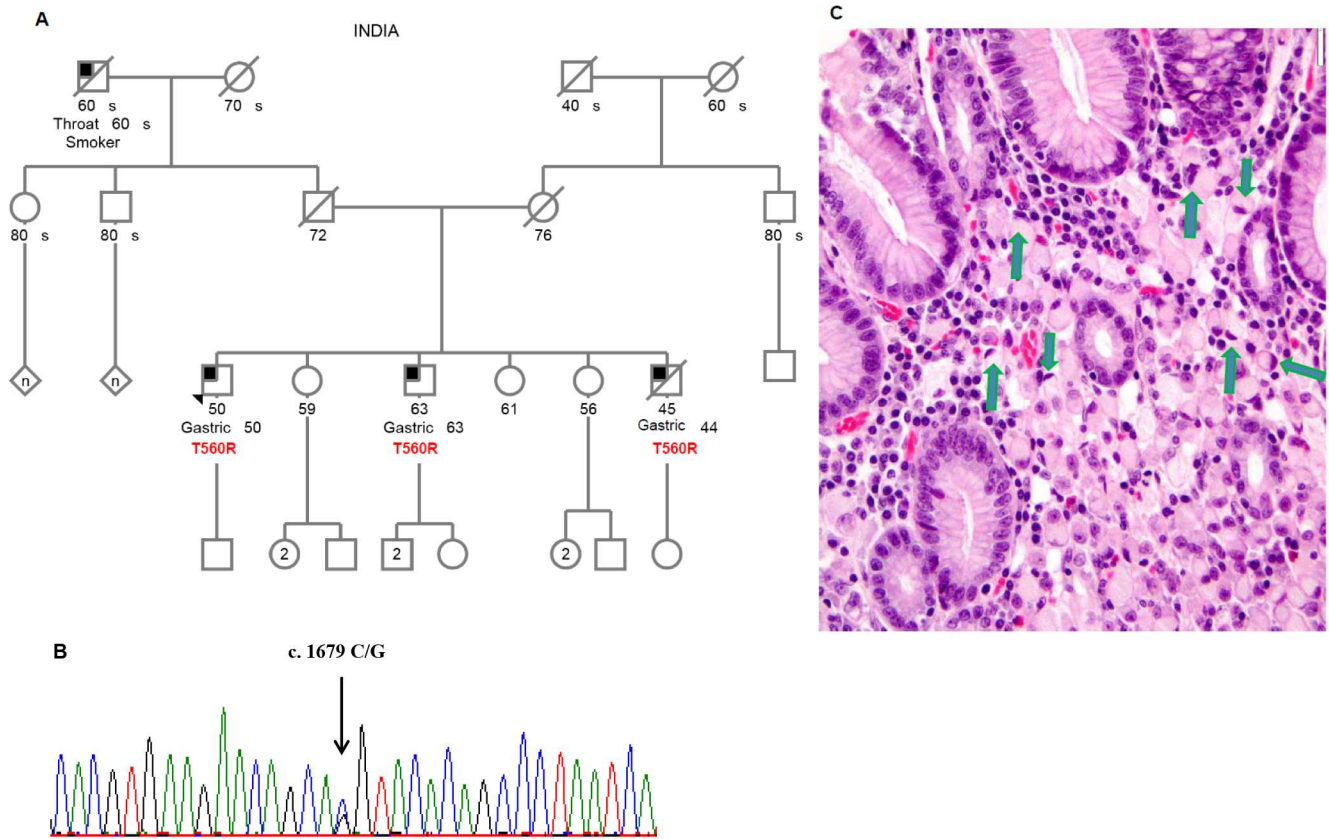 A
INDIA
60 s
Throat 60 s
Smoker
70 s
40 s
60 s
80 s
80 s
72
76
80 s
n
n
50
Gastric 50
T560R
59
63
Gastric 63
T560R
61
56
45
Gastric 44
T560R
2
2
2
B
c. 1679 C/G
C